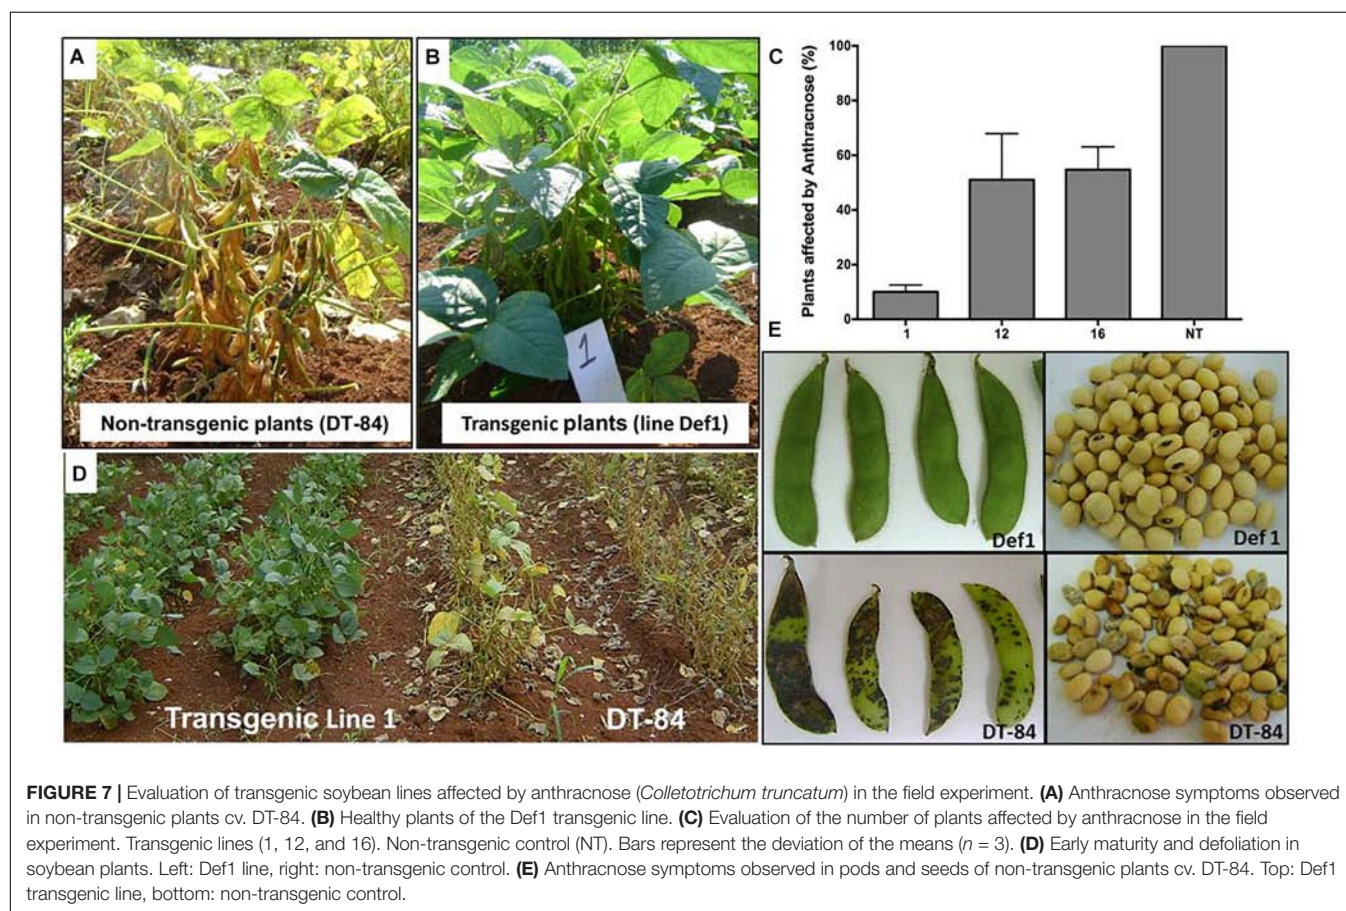 A
Non-transgenic plants (DT-84)
B
1
Transgenic plants (line Def1)
C
Plants affected by Anthracnose (%)
100
80
60
40
20
0
1 12 16 NT
D
Transgenic Line 1 DT-84
E
Def1 Def 1
DT-84 DT-84
FIGURE 7 | Evaluation of transgenic soybean lines affected by anthracnose (Colletotrichum truncatum) in the field experiment. (A) Anthracnose symptoms observed
in non-transgenic plants cv. DT-84. (B) Healthy plants of the Def1 transgenic line. (C) Evaluation of the number of plants affected by anthracnose in the field
experiment. Transgenic lines (1, 12, and 16). Non-transgenic control (NT). Bars represent the deviation of the means (n = 3). (D) Early maturity and defoliation in
soybean plants. Left: Def1 line, right: non-transgenic control. (E) Anthracnose symptoms observed in pods and seeds of non-transgenic plants cv. DT-84. Top: Def1
transgenic line, bottom: non-transgenic control.